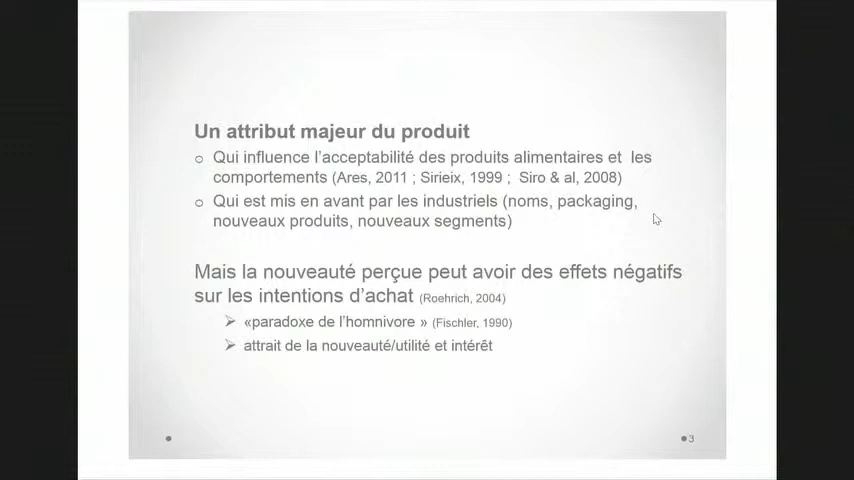 Un attribut majeur du produit
o Qui influence l'acceptabilité des produits alimentaires et les
comportements (Ares, 2011 ; Sirieix, 1999 ; Siro & al, 2008)
o Qui est mis en avant par les industriels (noms, packaging,
nouveaux produits, nouveaux segments)
Mais la nouveauté perçue peut avoir des effets négatifs
sur les intentions d'achat (Roehrich, 2004)
➢ «paradoxe de l'homnivore » (Fischler, 1990)
➢ attrait de la nouveauté/utilité et intérêt
3